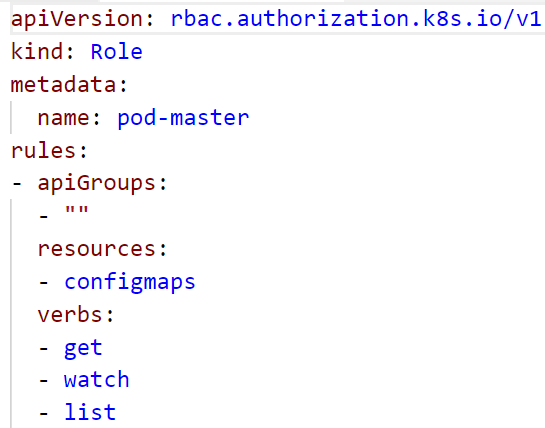 apiVersion: rbac.authorization.k8s.io/v1
kind: Role
metadata:
  name: pod-master
rules:
- apiGroups:
  - ""
  resources:
  - configmaps
  verbs:
  - get
  - watch
  - list